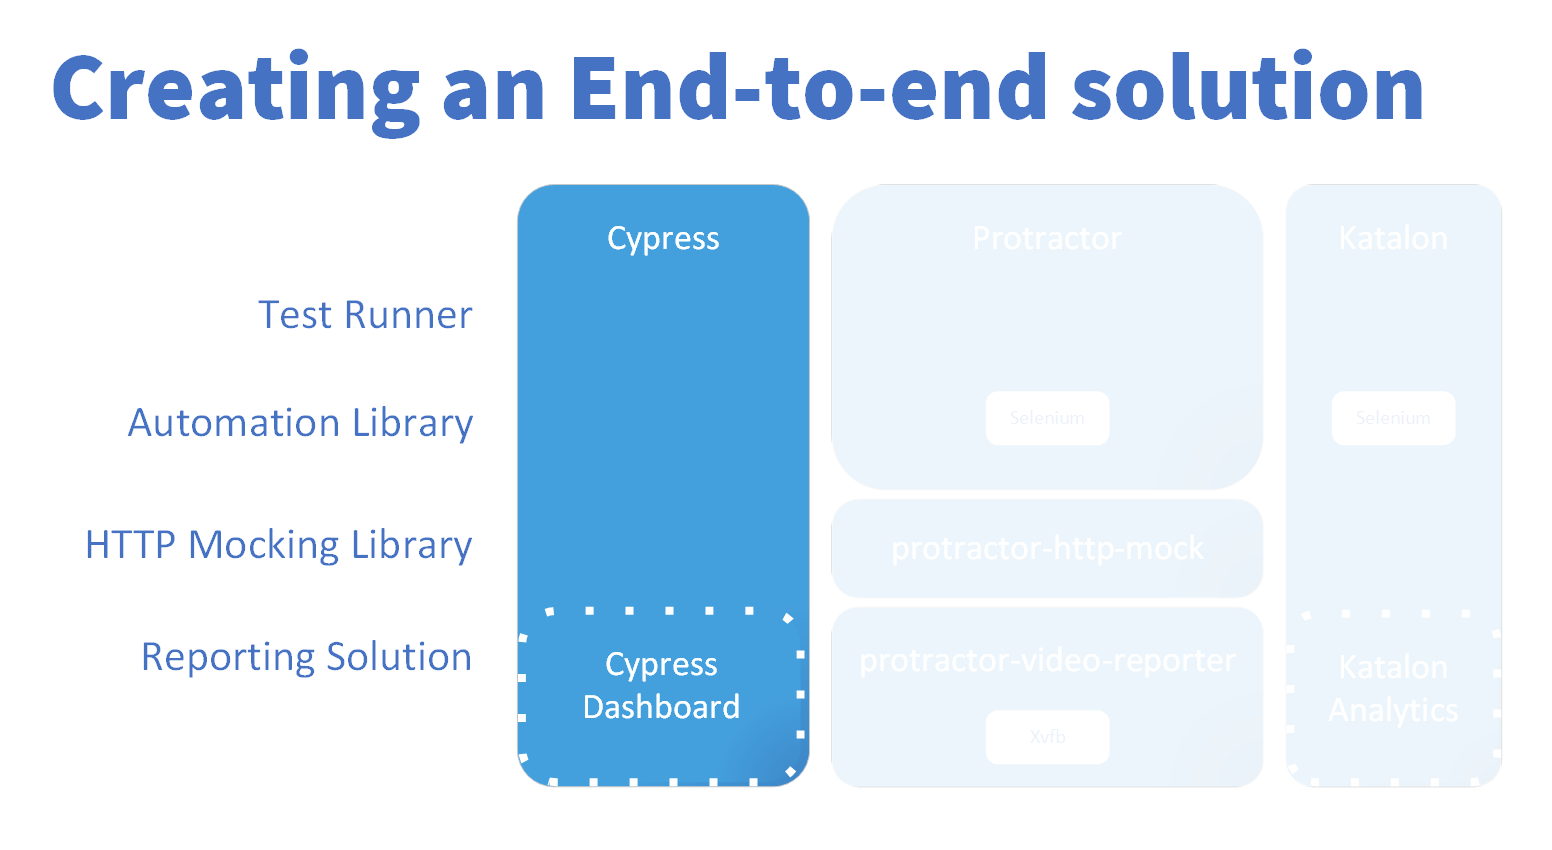 Creating an End-to-end solution
Cypress
Protractor
Katalon
Test Runner
Automation Library
Selenium
Selenium
HTTP Mocking Library
protractor-http-mock
Reporting Solution
Cypress
Dashboard
protractor-video-reporter
Xvfb
Katalon
Analytics